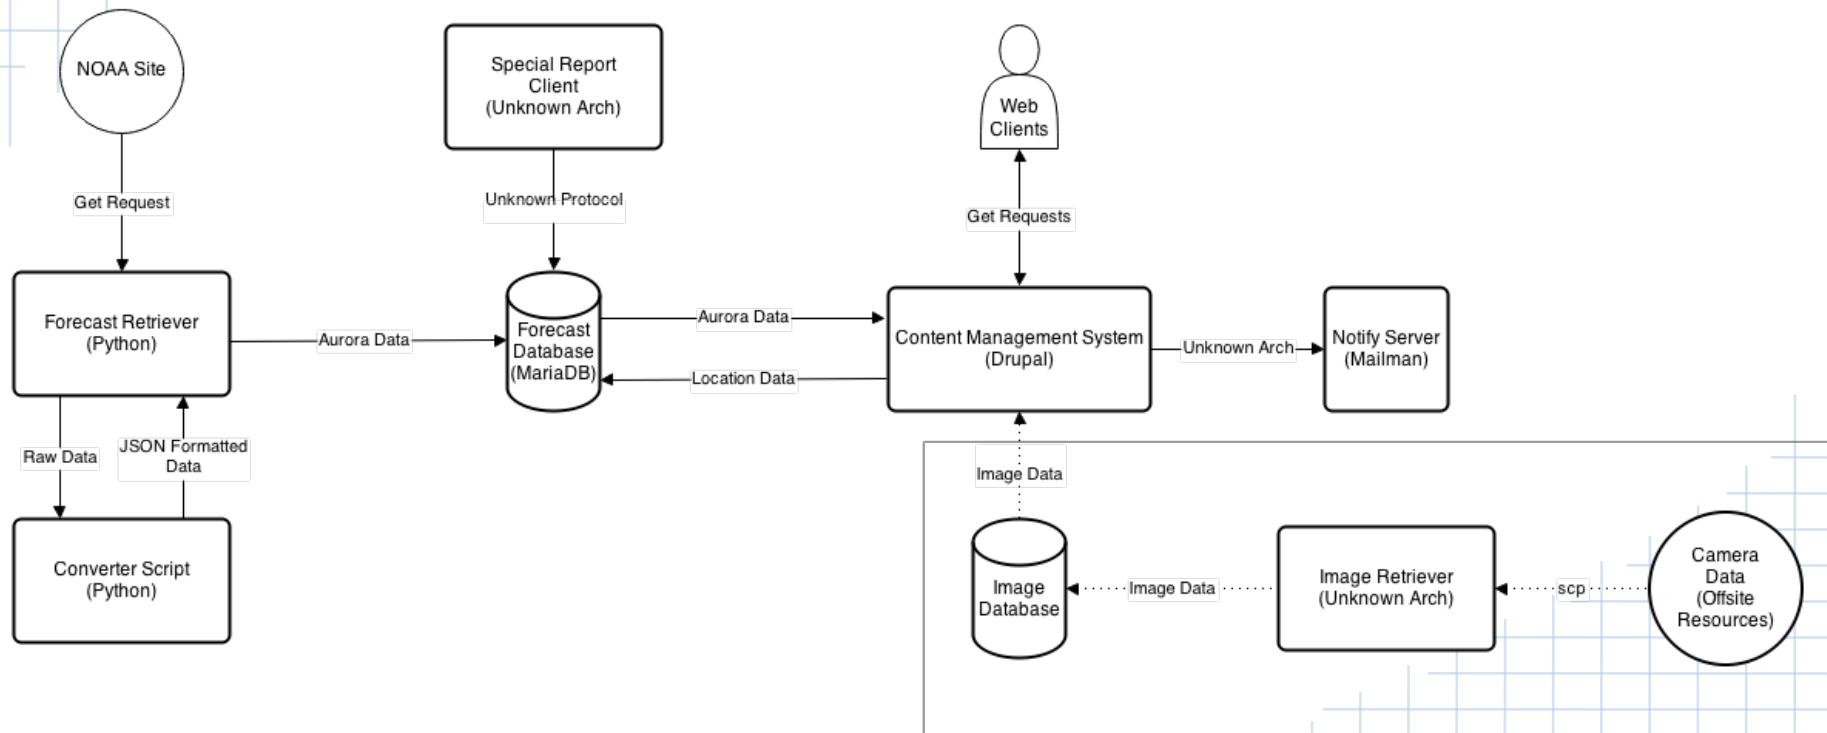 NOAA Site
Special Report
Client
(Unknown Arch)
Web
Clients
Get Request
Unknown Protocol
Get Requests
Forecast Retriever
(Python)
Aurora Data
Forecast
Database
(MariaDB)
Aurora Data
Location Data
Content Management System
(Drupal)
Unknown Arch
Notify Server
(Mailman)
Raw Data
JSON Formatted
Data
Converter Script
(Python)
Image Data
Image
Database
Image Data
Image Retriever
(Unknown Arch)
scp
Camera
Data
(Offsite
Resources)